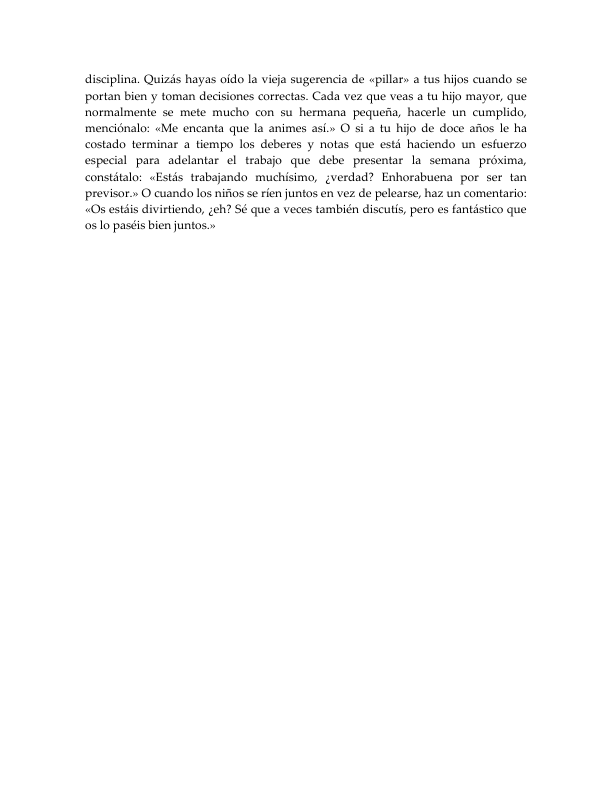 disciplina. Quizás hayas oído la vieja sugerencia de «pillar» a tus hijos cuando se
portan bien y toman decisiones correctas. Cada vez que veas a tu hijo mayor, que
normalmente se mete mucho con su hermana pequeña, hacerle un cumplido,
menciónalo: «Me encanta que la animes así.» O si a tu hijo de doce años le ha
costado terminar a tiempo los deberes y notas que está haciendo un esfuerzo
especial para adelantar el trabajo que debe presentar la semana próxima,
constátalo: «Estás trabajando muchísimo, ¿verdad? Enhorabuena por ser tan
previsor.» O cuando los niños se ríen juntos en vez de pelearse, haz un comentario:
«Os estáis divirtiendo, ¿eh? Sé que a veces también discutís, pero es fantástico que
os lo paséis bien juntos.»